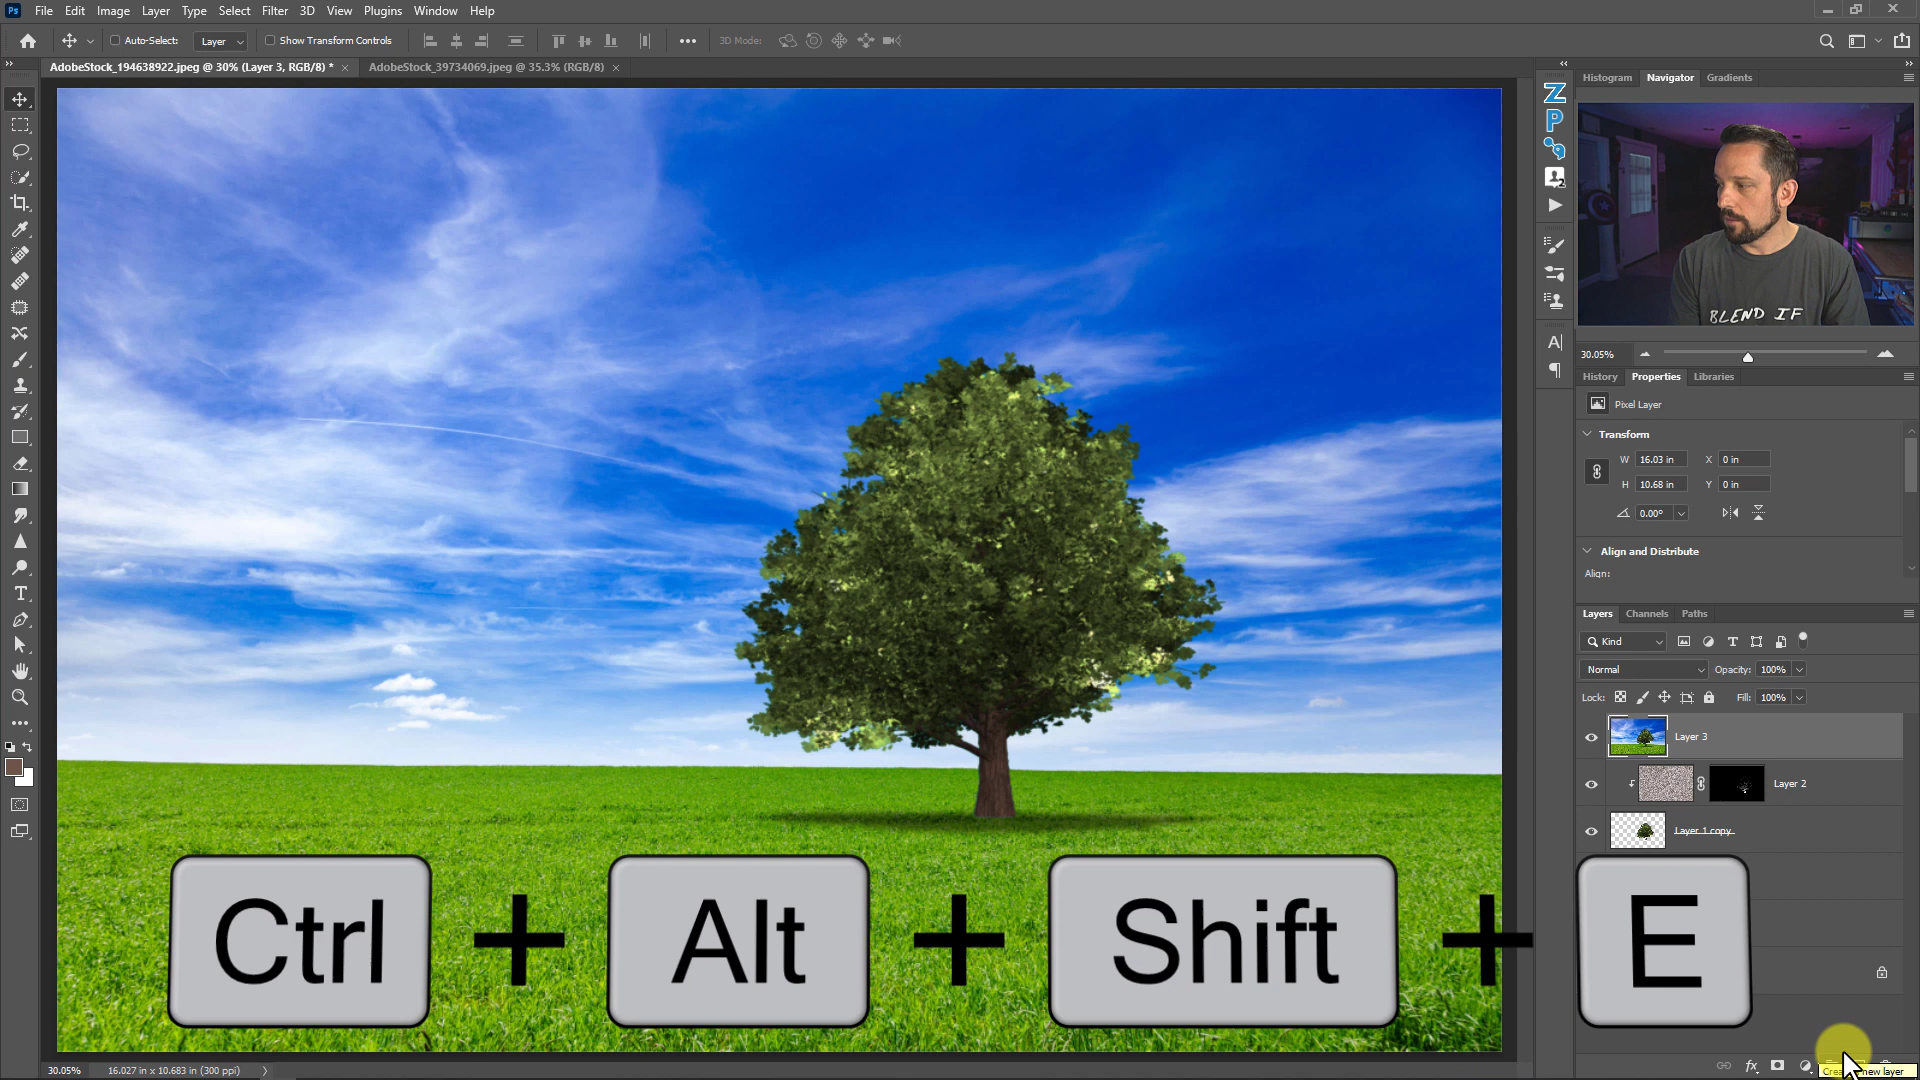 Ps File Edit Image Layer Type Select Filter 3D View Plugins Window Help
Auto-Select: Layer Show Transform Controls 3D Mode:
AdobeStock_194638922.jpeg @ 30% (Layer 3, RGB/8) * × AdobeStock_39734069.jpeg @ 35.3% (RGB/8) ×
Histogram Navigator Gradients
BLEND IF
30.05%
History Properties Libraries
Pixel Layer
Transform
W 16.03 in X 0 in
H 10.68 in Y 0 in
0.00°
Align and Distribute
Align:
Layers Channels Paths
Kind
Normal Opacity: 100%
Lock: Fill: 100%
Layer 3
Layer 2
Layer 1 copy
Ctrl + Alt + Shift + E
30.05% 16.027 in x 10.683 in (300 ppi)
new layer